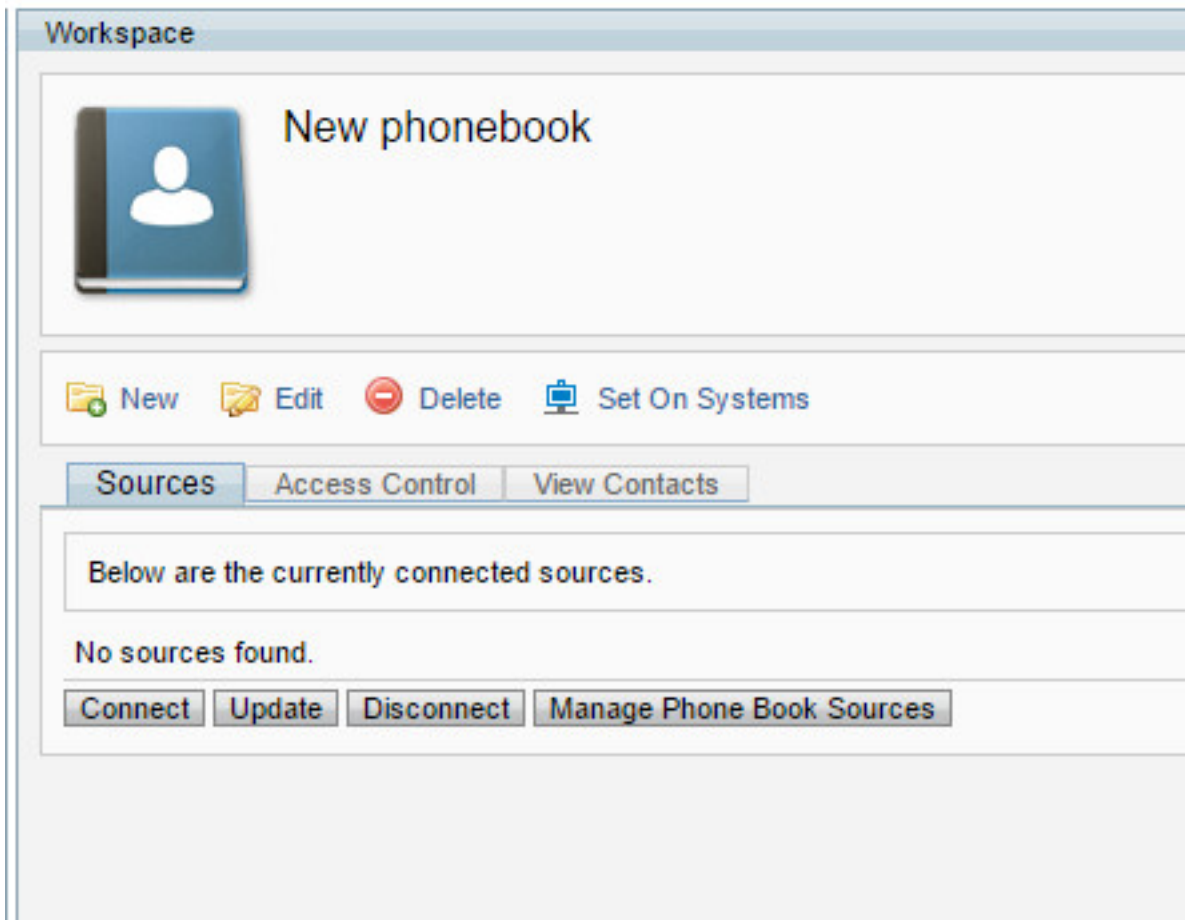 Workspace
New phonebook
New Edit Delete Set On Systems
Sources Access Control View Contacts
Below are the currently connected sources.
No sources found.
Connect Update Disconnect Manage Phone Book Sources